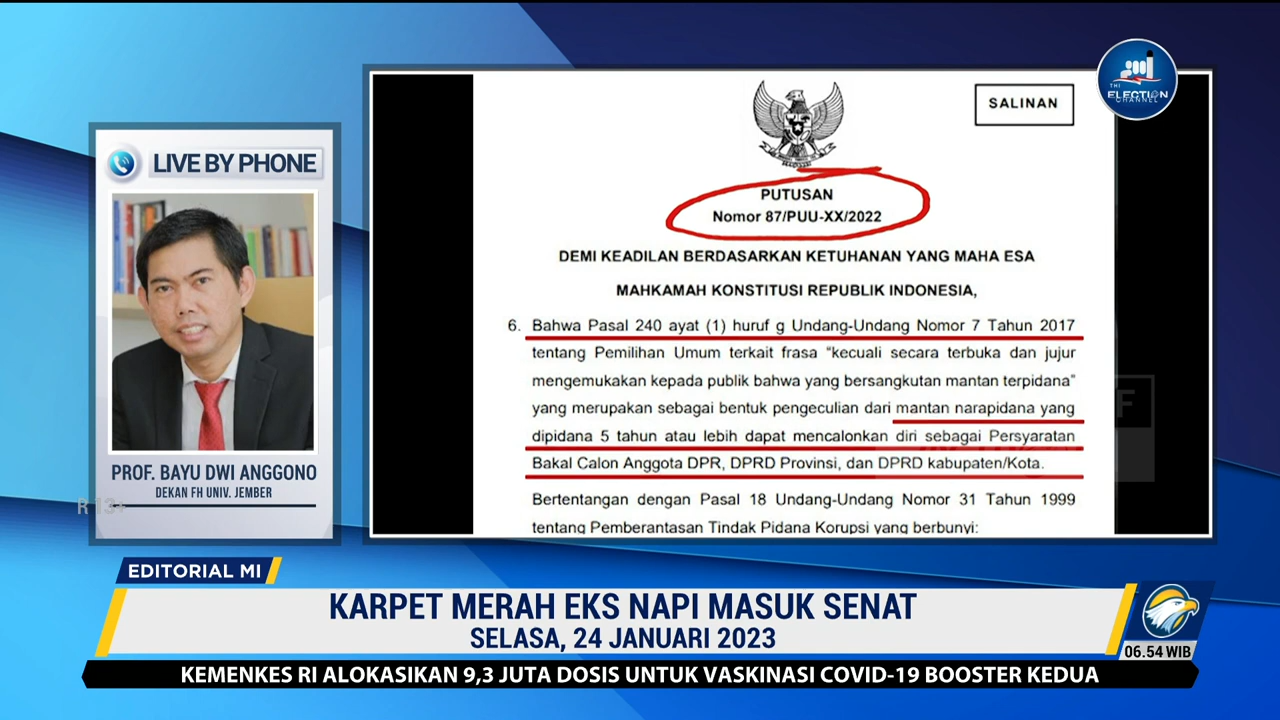 THE
ELECTION
CHANNEL
LIVE BY PHONE
PROF. BAYU DWI ANGGONO
DEKAN FH UNIV. JEMBER
R 13+
SALINAN
PUTUSAN
Nomor 87/PUU-XX/2022
DEMI KEADILAN BERDASARKAN KETUHANAN YANG MAHA ESA
MAHKAMAH KONSTITUSI REPUBLIK INDONESIA,
6. Bahwa Pasal 240 ayat (1) huruf g Undang-Undang Nomor 7 Tahun 2017
tentang Pemilihan Umum terkait frasa "kecuali secara terbuka dan jujur
mengemukakan kepada publik bahwa yang bersangkutan mantan terpidana"
yang merupakan sebagai bentuk pengeculian dari mantan narapidana yang
dipidana 5 tahun atau lebih dapat mencalonkan diri sebagai Persyaratan
Bakal Calon Anggota DPR, DPRD Provinsi, dan DPRD kabupaten/Kota.
Bertentangan dengan Pasal 18 Undang-Undang Nomor 31 Tahun 1999
tentang Pemberantasan Tindak Pidana Korupsi yang berbunyi:
EDITORIAL MI
KARPET MERAH EKS NAPI MASUK SENAT
SELASA, 24 JANUARI 2023
06.54 WIB
KEMENKES RI ALOKASIKAN 9,3 JUTA DOSIS UNTUK VASKINASI COVID-19 BOOSTER KEDUA